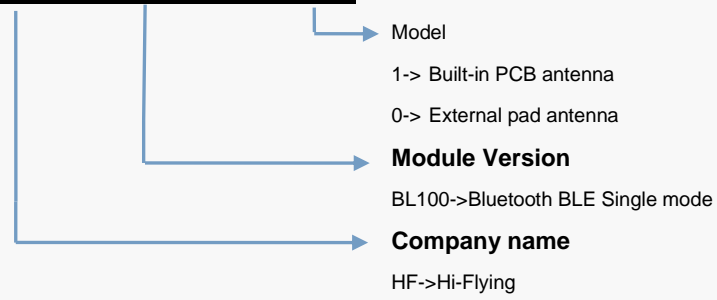 Model
1-> Built-in PCB antenna
0-> External pad antenna
Module Version
BL100->Bluetooth BLE Single mode
Company name
HF->Hi-Flying